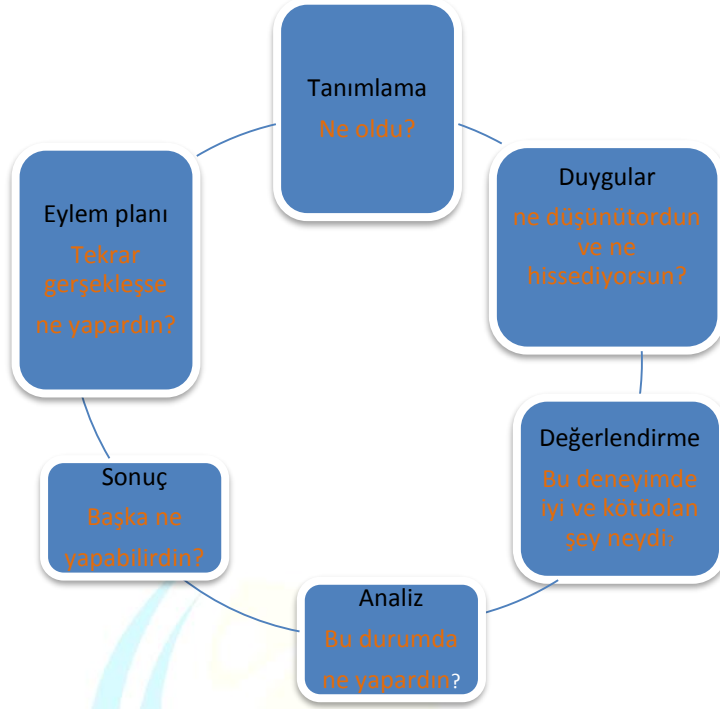 Tanımlama
Ne oldu?
Duygular
ne düşünütordun
ve ne
hissediyorsun?
Değerlendirme
Bu deneyimde
iyi ve kötüolan
şey neydi?
Analiz
Bu durumda
ne yapardın?
Sonuç
Başka ne
yapabilirdin?
Eylem planı
Tekrar
gerşekleşse
ne yapardın?